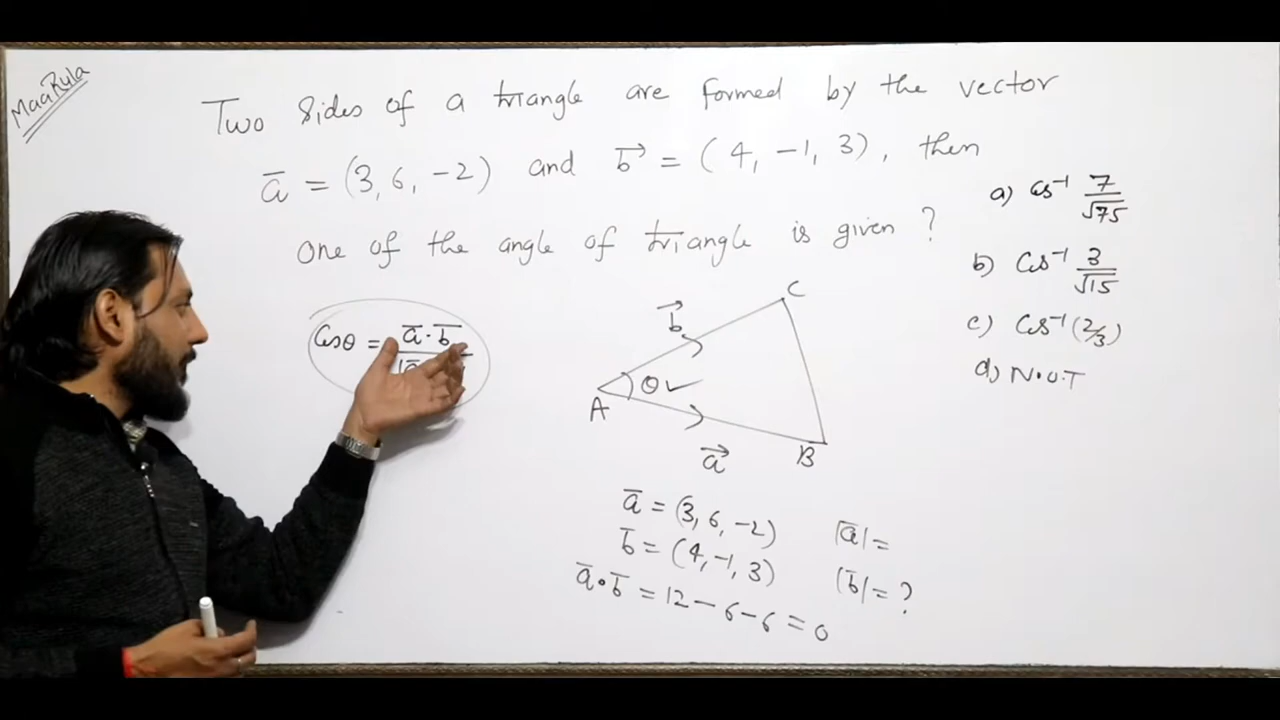 MaaRula
Two Sides of a triangle are formed by the vector
a̅ = (3, 6, -2) and b⃗ = (4, -1, 3), then
One of the angle of triangle is given ?
a) Cos⁻¹ 7/√75
b) Cos⁻¹ 3/√15
c) Cos⁻¹ (2/3)
d) N.O.T
Cosθ = a̅·b̅
C
b⃗
A
θ ✓
a⃗
B
a̅ = (3, 6, -2)
|a̅| =
b̅ = (4, -1, 3)
|b̅| = ?
a̅·b̅ = 12 - 6 - 6 = 0